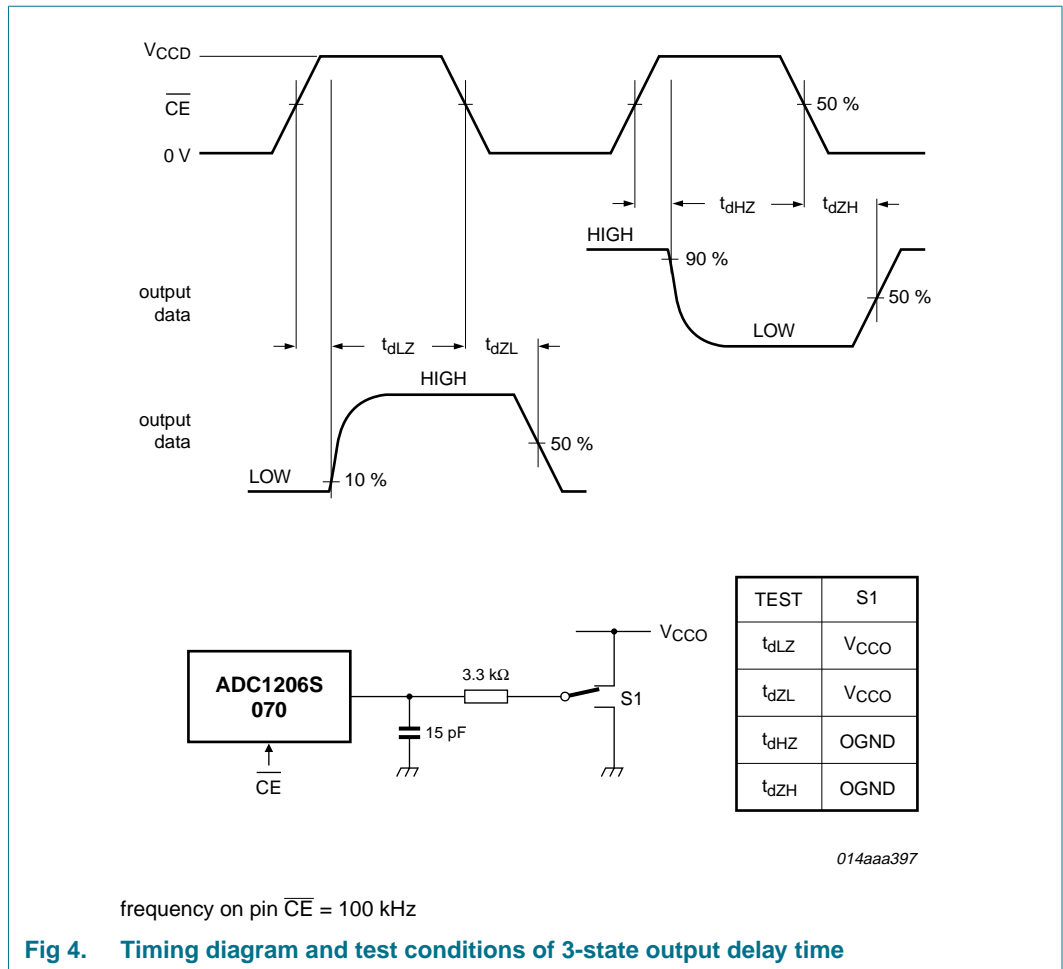 VCCD
CE
0 V
50 %
tdHZ
tdZH
HIGH
90 %
output
data
50 %
LOW
tdLZ
tdZL
HIGH
output
data
50 %
LOW
10 %
VCCO
ADC1206S
070
3.3 kΩ
S1
15 pF
CE
TEST S1
tdLZ VCCO
tdZL VCCO
tdHZ OGND
tdZH OGND
014aaa397
frequency on pin CE = 100 kHz
Fig 4. Timing diagram and test conditions of 3-state output delay time